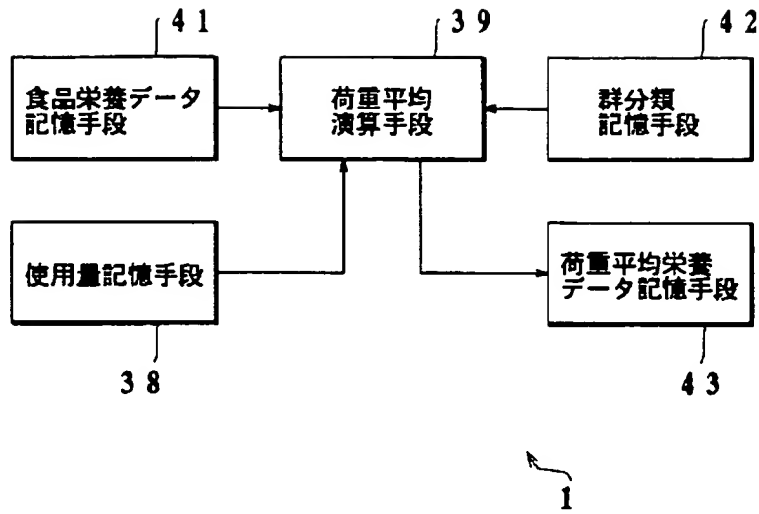 41
39
42
食品栄養データ
記憶手段
荷重平均
演算手段
群分類
記憶手段
使用量記憶手段
荷重平均栄養
データ記憶手段
38
43
1